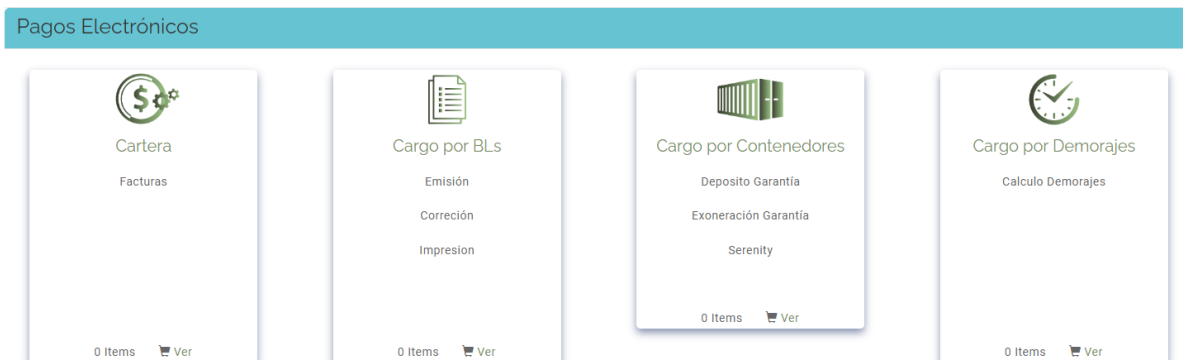 Pagos Electrónicos
Cartera
Facturas
0 Items Ver
Cargo por BLs
Emisión
Correción
Impresion
0 Items Ver
Cargo por Contenedores
Deposito Garantía
Exoneración Garantía
Serenity
0 Items Ver
Cargo por Demorajes
Calculo Demorajes
0 Items Ver